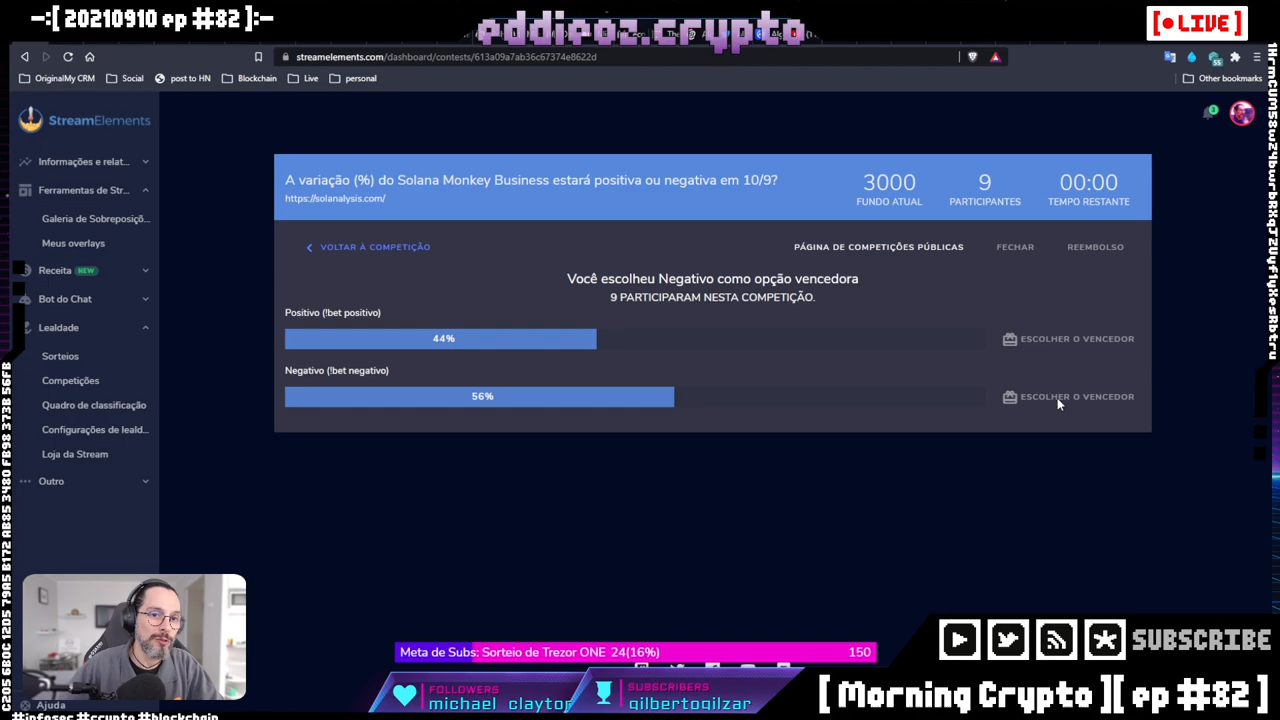 -:[ 20210910 ep #82 ]:-
eddieoz.crypto
[●LIVE]
streamelements.com/dashboard/contests/613a09a7ab36c67374e8622d
OriginalMy CRM
Social
post to HN
Blockchain
Live
personal
Other bookmarks
StreamElements
Informações e relat...
Ferramentas de Str...
Galeria de Sobreposiçõ...
Meus overlays
Receita NEW
Bot do Chat
Lealdade
Sorteios
Competições
Quadro de classificação
Configurações de leald...
Loja da Stream
Outro
Ajuda
A variação (%) do Solana Monkey Business estará positiva ou negativa em 10/9?
https://solanalysis.com/
3000
FUNDO ATUAL
9
PARTICIPANTES
00:00
TEMPO RESTANTE
VOLTAR À COMPETIÇÃO
PÁGINA DE COMPETIÇÕES PÚBLICAS
FECHAR
REEMBOLSO
Você escolheu Negativo como opção vencedora
9 PARTICIPARAM NESTA COMPETIÇÃO.
Positivo (!bet positivo)
44%
ESCOLHER O VENCEDOR
Negativo (!bet negativo)
56%
ESCOLHER O VENCEDOR
Meta de Subs: Sorteio de Trezor ONE 24(16%)
150
FOLLOWERS
michael_clayton
SUBSCRIBERS
gilbertogilzar
SUBSCRIBE
[ Morning Crypto ][ ep #82 ]
#infosec #crypto #blockchain